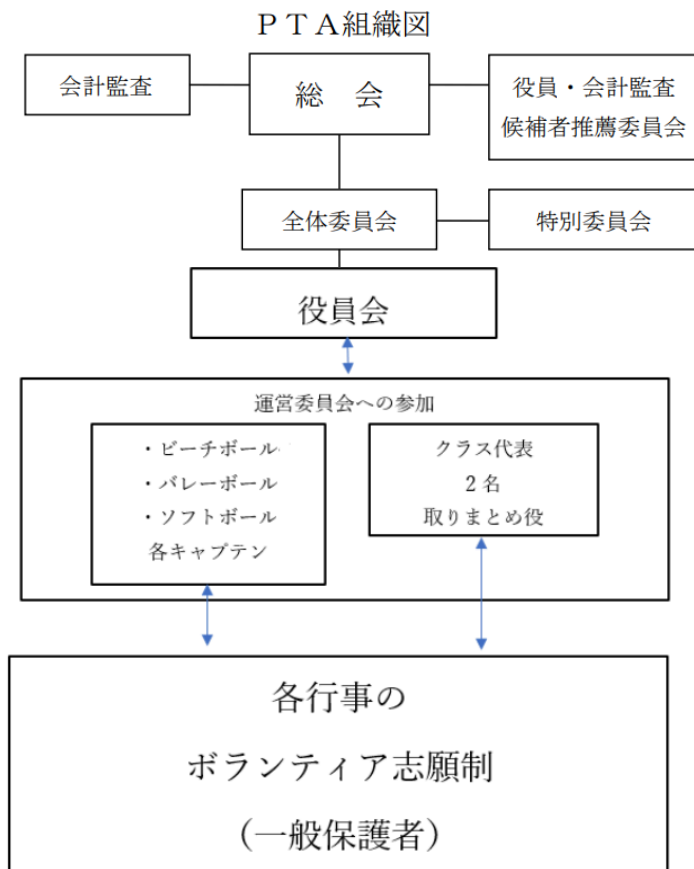 ＰＴＡ組織図
会計監査
総　会
役員・会計監査
候補者推薦委員会
全体委員会
特別委員会
役員会
運営委員会への参加
・ビーチボール
・バレーボール
・ソフトボール
各キャプテン
クラス代表
2 名
取りまとめ役
各行事の
ボランティア志願制
（一般保護者）